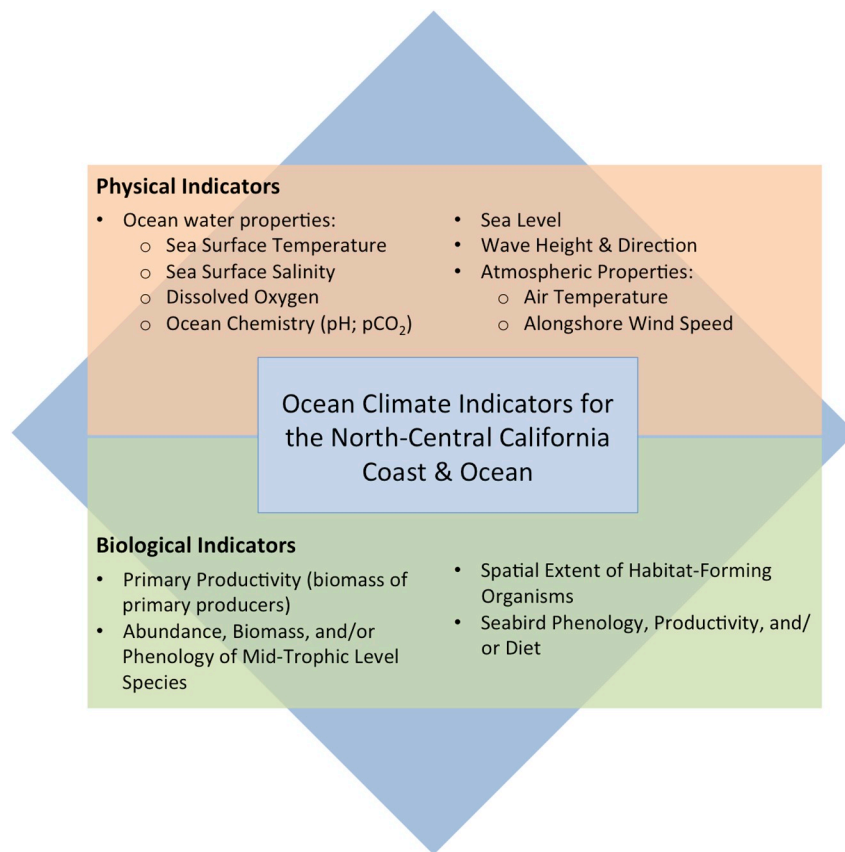 Physical Indicators
• Ocean water properties:
o Sea Surface Temperature
o Sea Surface Salinity
o Dissolved Oxygen
o Ocean Chemistry (pH; pCO₂)
• Sea Level
• Wave Height & Direction
• Atmospheric Properties:
o Air Temperature
o Alongshore Wind Speed
Ocean Climate Indicators for
the North-Central California
Coast & Ocean
Biological Indicators
• Primary Productivity (biomass of
primary producers)
• Abundance, Biomass, and/or
Phenology of Mid-Trophic Level
Species
• Spatial Extent of Habitat-Forming
Organisms
• Seabird Phenology, Productivity, and/
or Diet